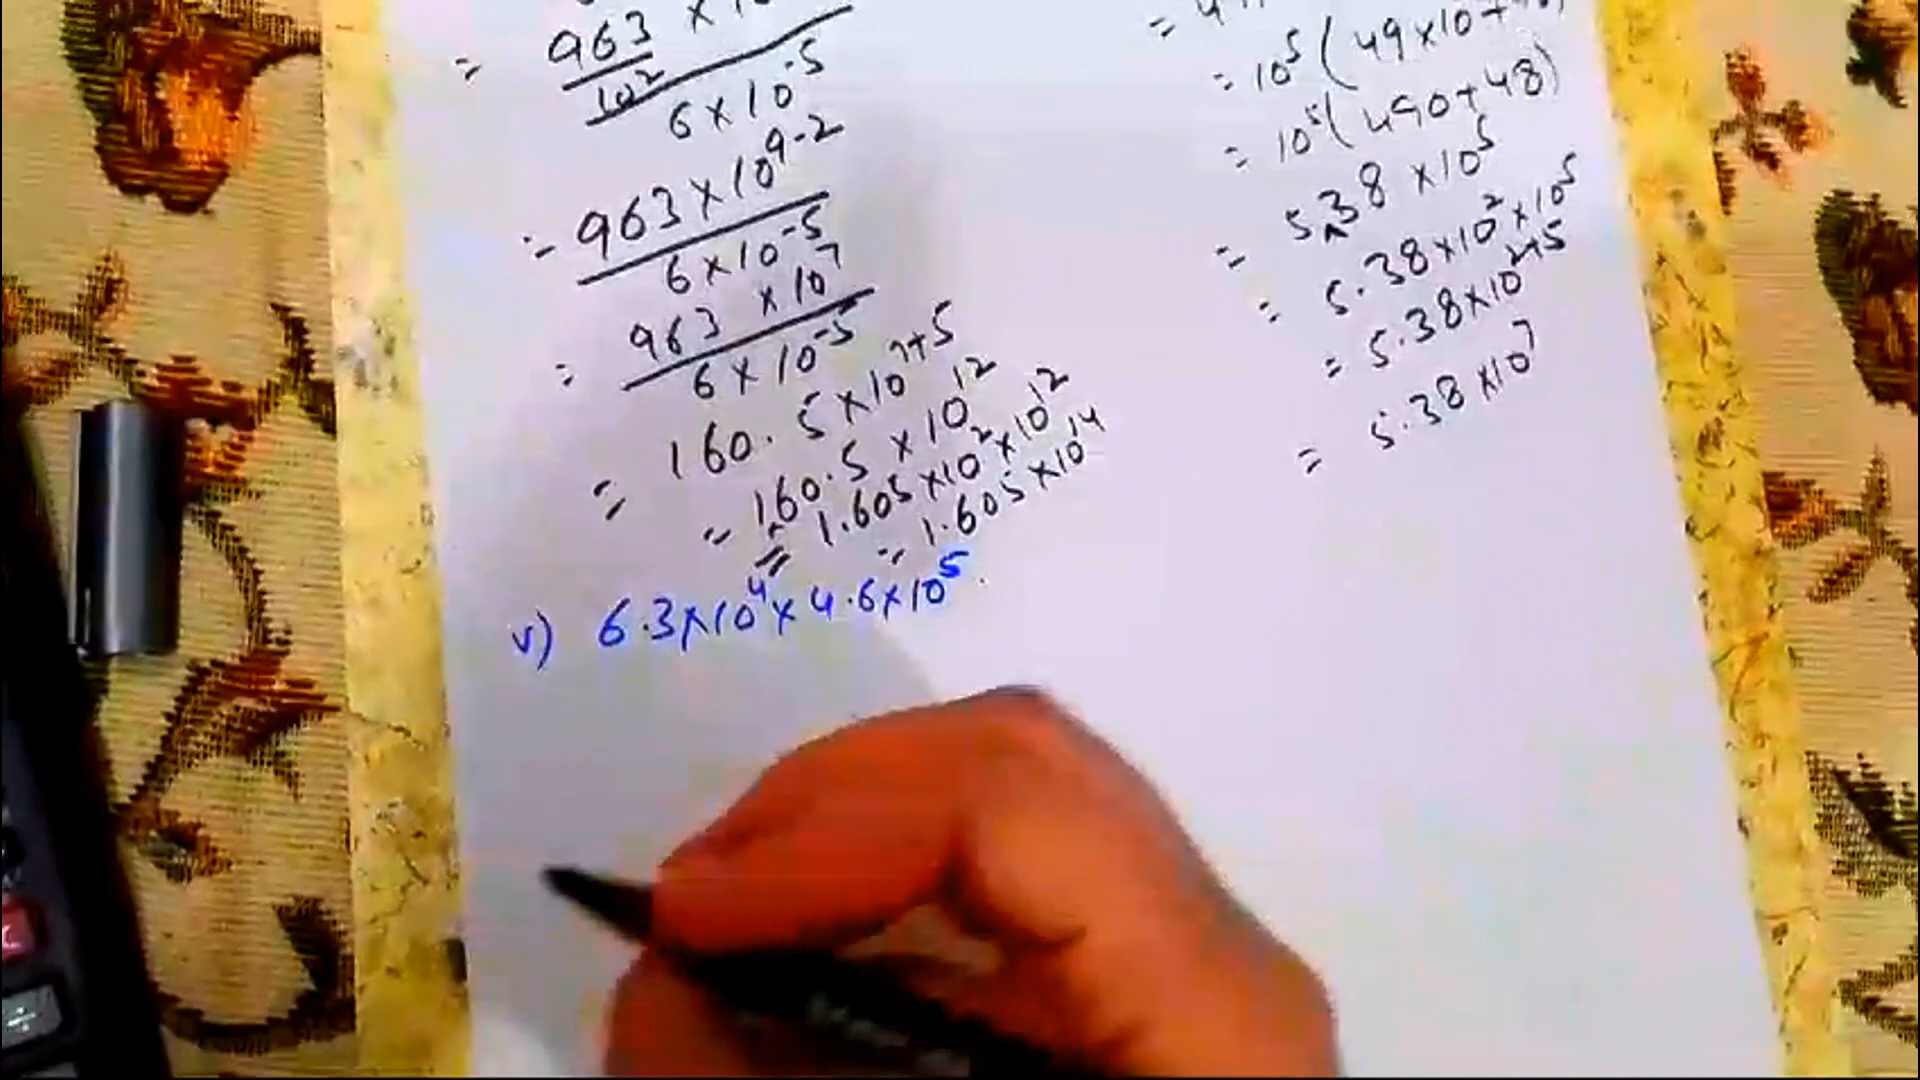 = 963 ×
10²
6 × 10⁻⁵
= 963 × 10⁹⁻²
6 × 10⁻⁵
= 963 × 10⁷
6 × 10⁻⁵
= 160.5 × 10⁷⁺⁵
= 160.5 × 10¹²
= 1.605 × 10² × 10¹²
= 1.605 × 10¹⁴
v) 6.3 × 10⁴ × 4.6 × 10⁵
= 10⁵ ( 49 × 10 +
= 10⁵ ( 490 + 48 )
= 538 × 10⁵
= 5.38 × 10² × 10⁵
= 5.38 × 10²⁺⁵
= 5.38 × 10⁷